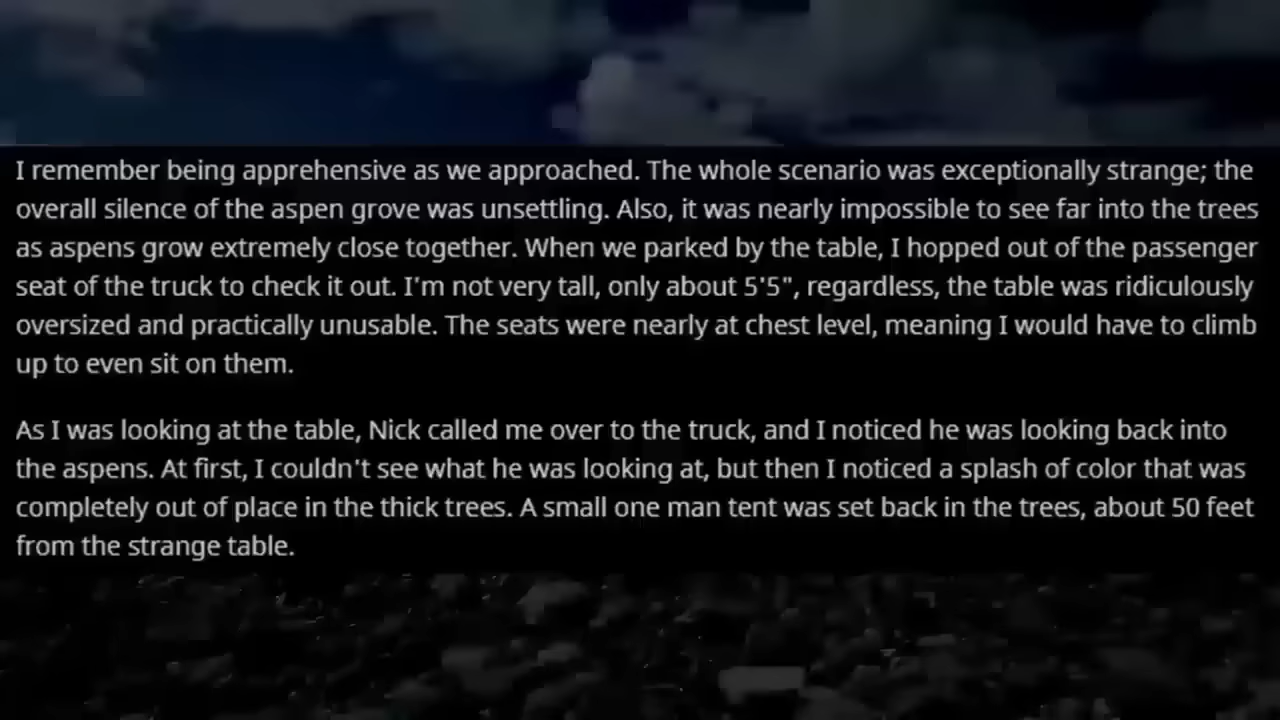 I remember being apprehensive as we approached. The whole scenario was exceptionally strange; the
overall silence of the aspen grove was unsettling. Also, it was nearly impossible to see far into the trees
as aspens grow extremely close together. When we parked by the table, I hopped out of the passenger
seat of the truck to check it out. I'm not very tall, only about 5'5", regardless, the table was ridiculously
oversized and practically unusable. The seats were nearly at chest level, meaning I would have to climb
up to even sit on them.
As I was looking at the table, Nick called me over to the truck, and I noticed he was looking back into
the aspens. At first, I couldn't see what he was looking at, but then I noticed a splash of color that was
completely out of place in the thick trees. A small one man tent was set back in the trees, about 50 feet
from the strange table.